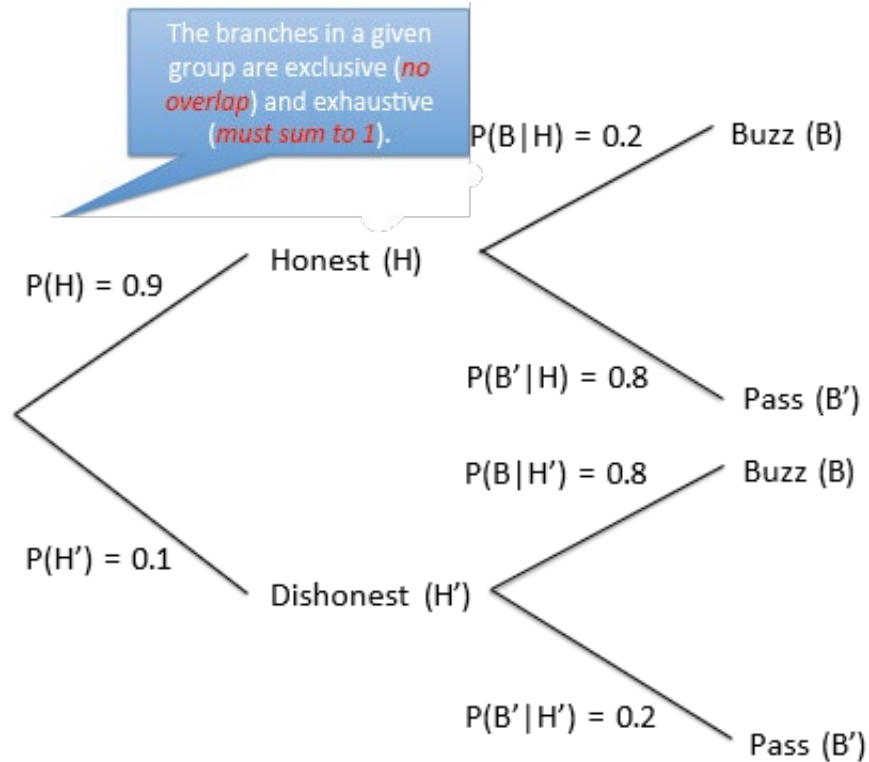 The branches in a given
group are exclusive (no
overlap) and exhaustive
(must sum to 1).
P(B|H) = 0.2
Buzz (B)
P(H) = 0.9
Honest (H)
P(B′|H) = 0.8
Pass (B′)
P(B|H′) = 0.8
Buzz (B)
P(H′) = 0.1
Dishonest (H′)
P(B′|H′) = 0.2
Pass (B′)